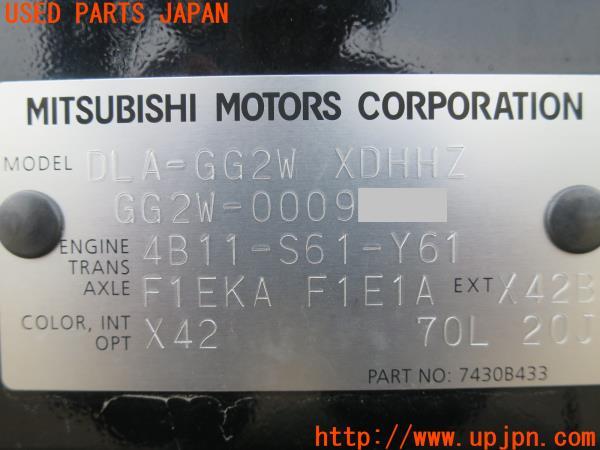 USED PARTS JAPAN
MITSUBISHI MOTORS CORPORATION
MODEL DLA-GG2W XDHHZ
GG2W-0009
ENGINE 4B11-S61-Y61
TRANS
AXLE F1EKA F1E1A EXT X42B
COLOR, INT X42 70L 20J
OPT
PART NO: 7430B433
http://www.upjpn.com